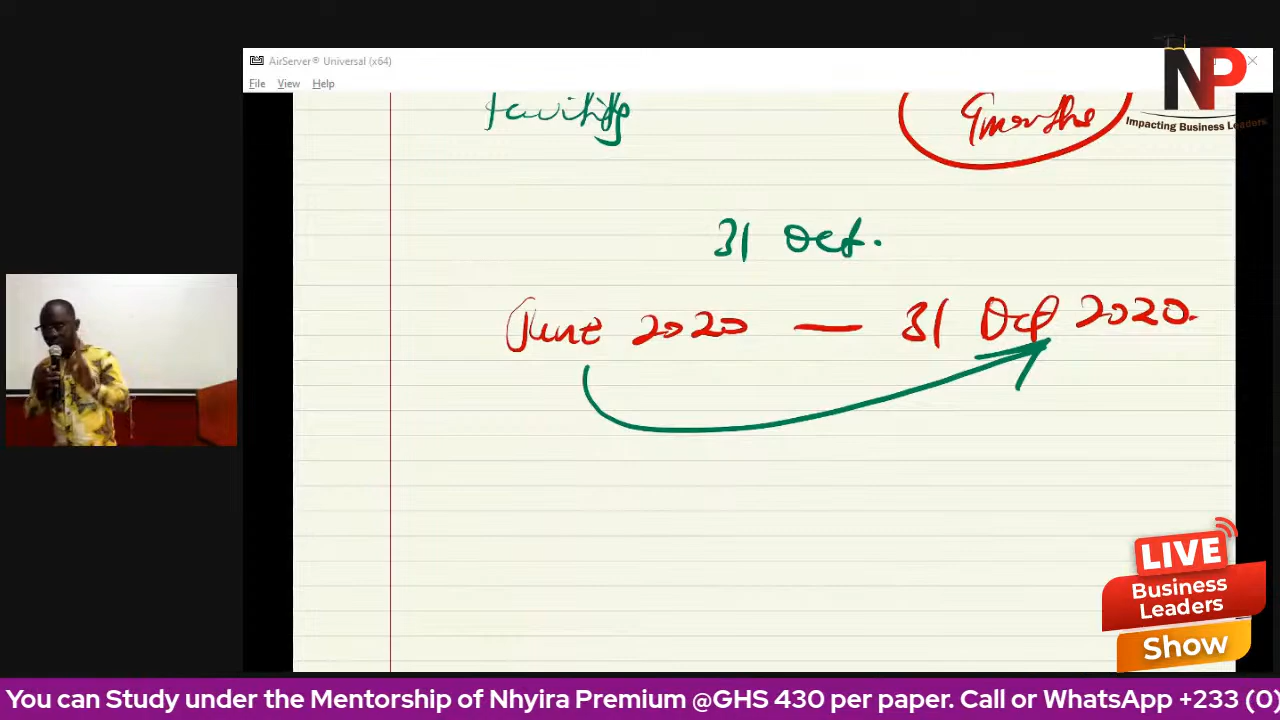 AirServer® Universal (x64)
File View Help
NP
Impacting Business Leaders
9months
31 Oct.
June 2020 — 31 Oct 2020.
LIVE
Business
Leaders
Show
You can Study under the Mentorship of Nhyira Premium @GHS 430 per paper. Call or WhatsApp +233 (0)